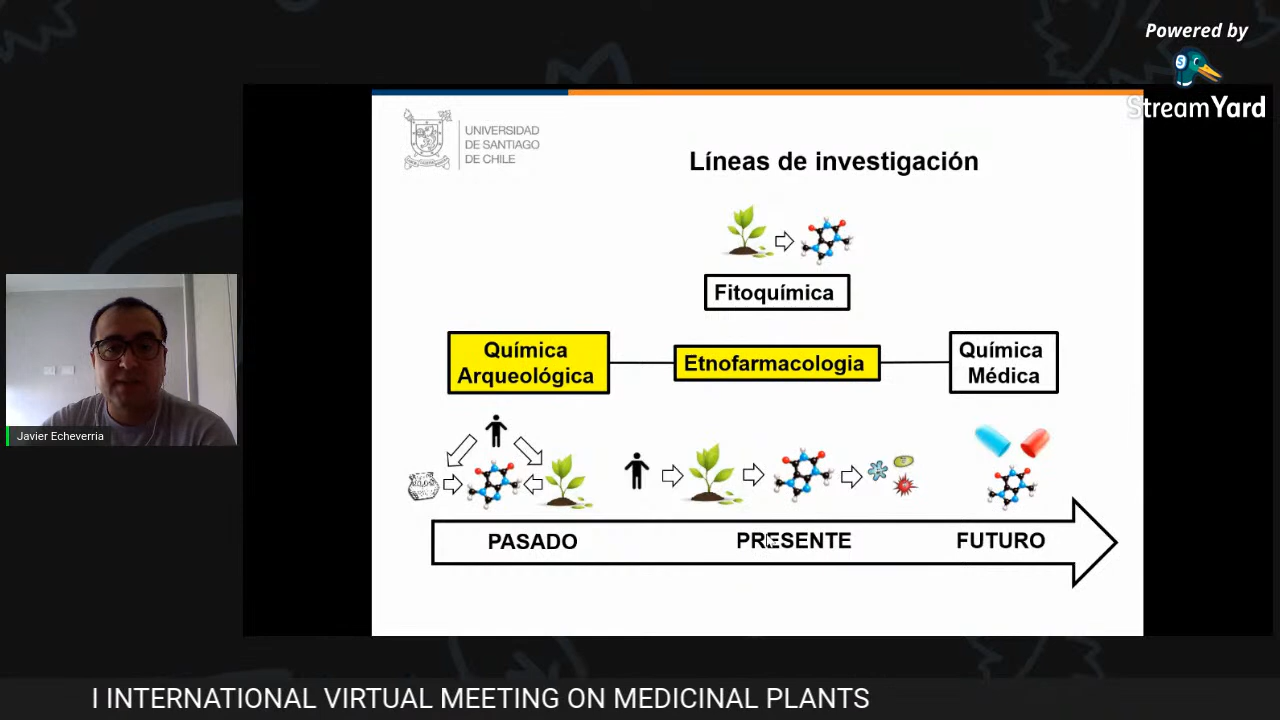 Powered by
StreamYard
UNIVERSIDAD
DE SANTIAGO
DE CHILE
Líneas de investigación
Fitoquímica
Química
Arqueológica
Etnofarmacologia
Química
Médica
Javier Echeverria
PASADO
PRESENTE
FUTURO
I INTERNATIONAL VIRTUAL MEETING ON MEDICINAL PLANTS